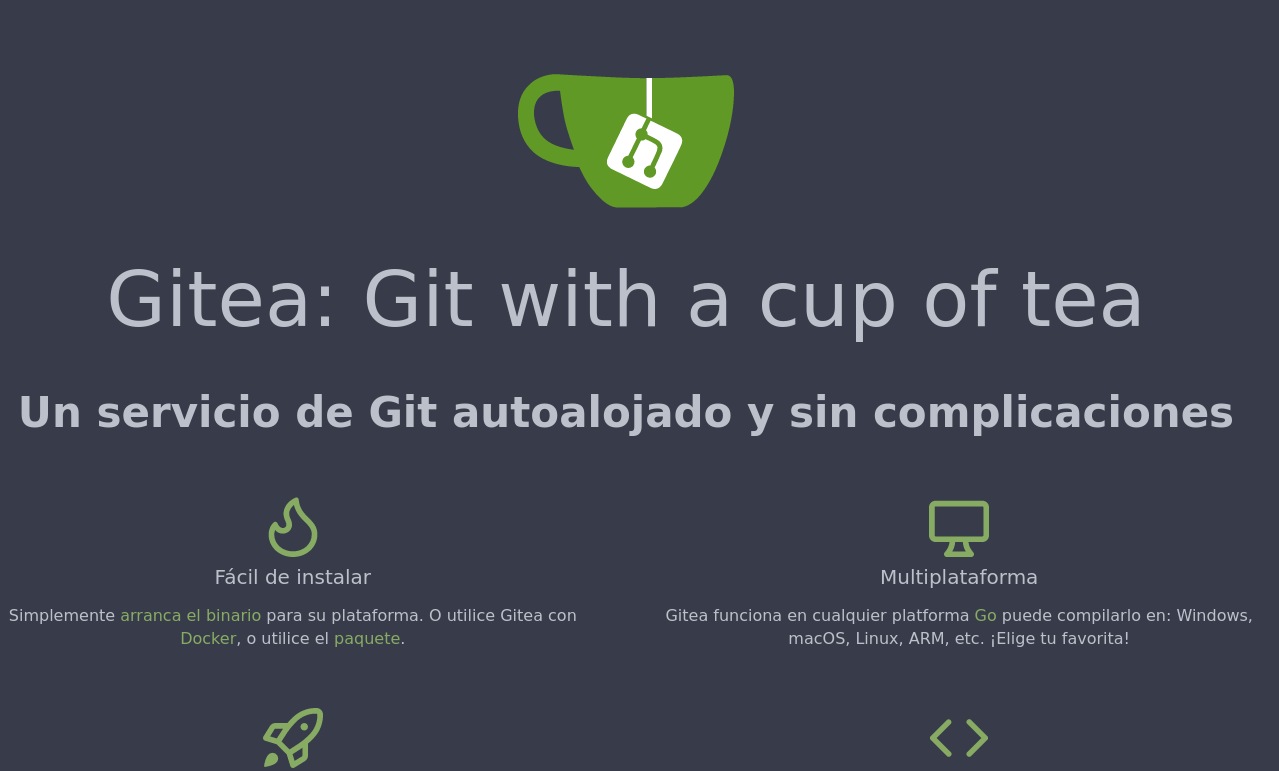 Gitea: Git with a cup of tea
Un servicio de Git autoalojado y sin complicaciones
Fácil de instalar
Simplemente arranca el binario para su plataforma. O utilice Gitea con
Docker, o utilice el paquete.
Multiplataforma
Gitea funciona en cualquier platforma Go puede compilarlo en: Windows,
macOS, Linux, ARM, etc. ¡Elige tu favorita!